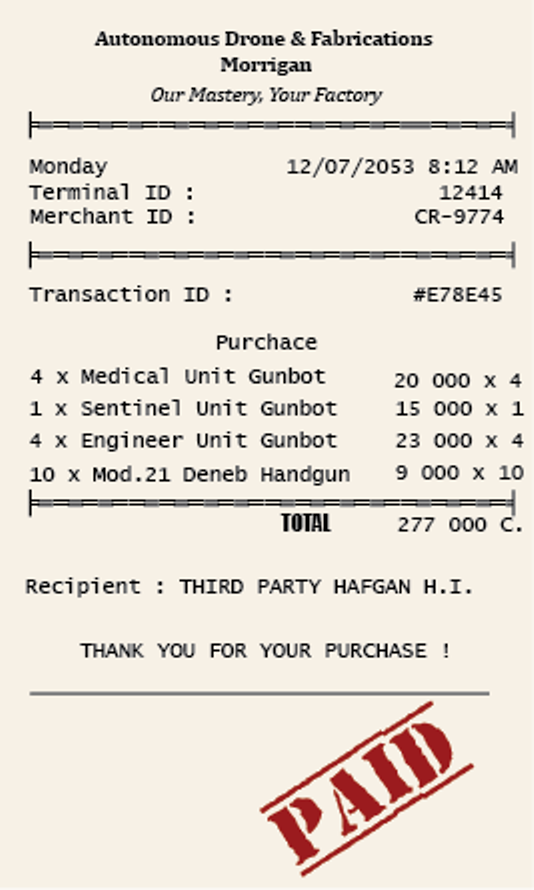 Autonomous Drone & Fabrications
Morrigan
Our Mastery, Your Factory
Monday 12/07/2053 8:12 AM
Terminal ID : 12414
Merchant ID : CR-9774
Transaction ID : #E78E45
Purchace
4 x Medical Unit Gunbot 20 000 x 4
1 x Sentinel Unit Gunbot 15 000 x 1
4 x Engineer Unit Gunbot 23 000 x 4
10 x Mod.21 Deneb Handgun 9 000 x 10
TOTAL 277 000 C.
Recipient : THIRD PARTY HAFGAN H.I.
THANK YOU FOR YOUR PURCHASE !
PAID